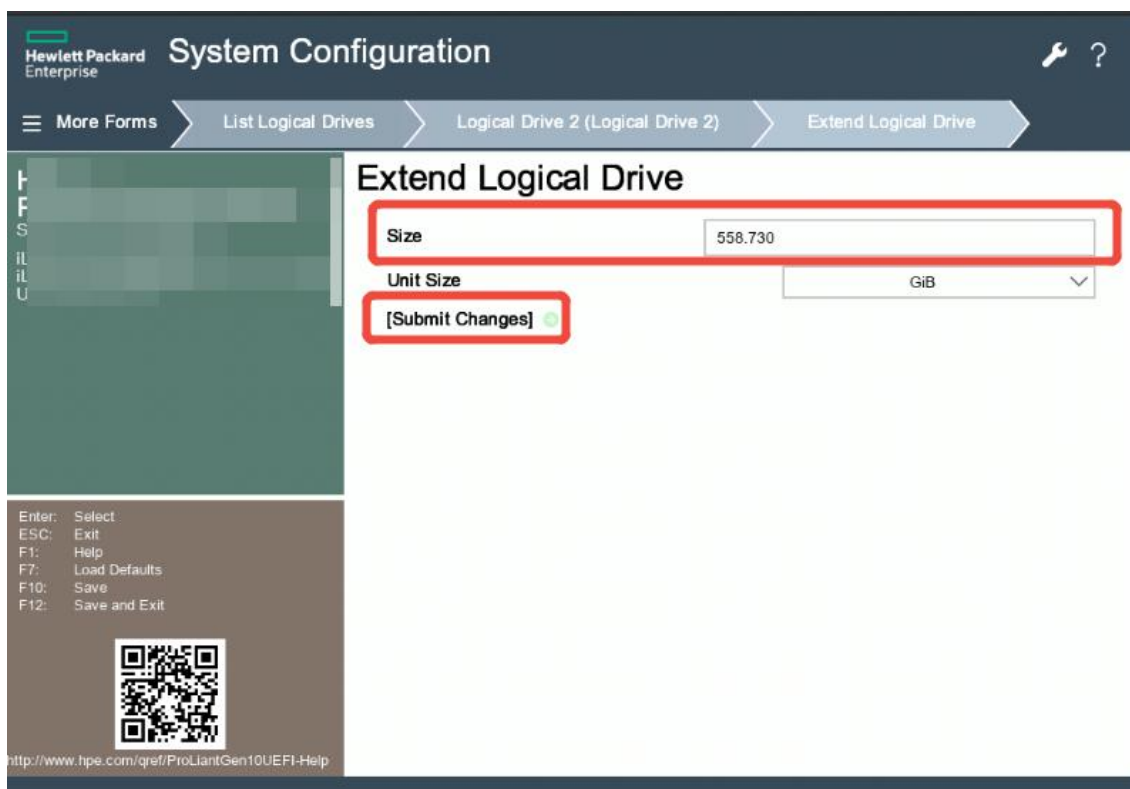 Hewlett Packard
Enterprise
System Configuration
?
More Forms
List Logical Drives
Logical Drive 2 (Logical Drive 2)
Extend Logical Drive
Extend Logical Drive
Size
558.730
Unit Size
GiB
[Submit Changes]
Enter: Select
ESC: Exit
F1: Help
F7: Load Defaults
F10: Save
F12: Save and Exit
http://www.hpe.com/qref/ProLiantGen10UEFI-Help